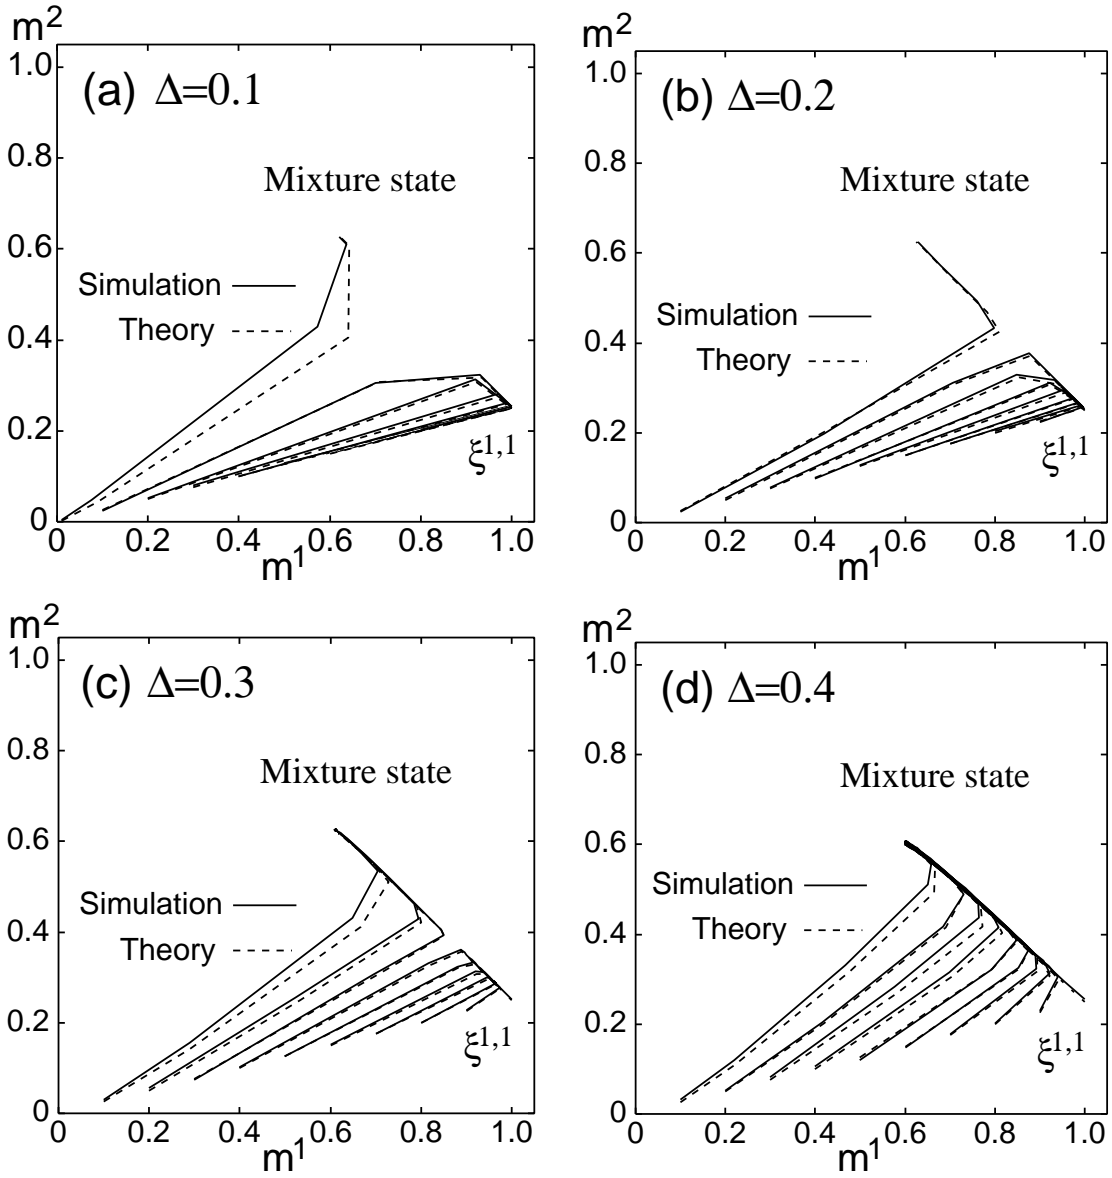 m²
1.0
(a) Δ=0.1
0.8
Mixture state
0.6
Simulation
0.4
Theory
0.2
ξ1,1
0
0 0.2 0.4 0.6 0.8 1.0
m¹
m²
1.0
(b) Δ=0.2
0.8
Mixture state
0.6
Simulation
0.4
Theory
0.2
ξ1,1
0
0 0.2 0.4 0.6 0.8 1.0
m¹
m²
1.0
(c) Δ=0.3
0.8
Mixture state
0.6
Simulation
0.4
Theory
0.2
ξ1,1
0
0 0.2 0.4 0.6 0.8 1.0
m¹
m²
1.0
(d) Δ=0.4
0.8
Mixture state
0.6
Simulation
0.4
Theory
0.2
ξ1,1
0
0 0.2 0.4 0.6 0.8 1.0
m¹